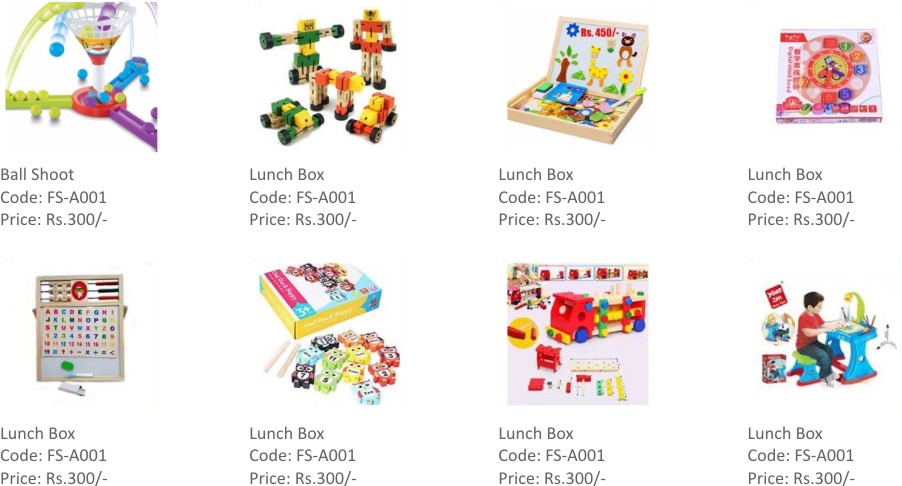 Rs. 450/-
Ball Shoot
Code: FS-A001
Price: Rs.300/-
Lunch Box
Code: FS-A001
Price: Rs.300/-
Lunch Box
Code: FS-A001
Price: Rs.300/-
Lunch Box
Code: FS-A001
Price: Rs.300/-
A B C D E F G H I
J K L M N O P Q
S T U V W X Y Z
3+
Lunch Box
Code: FS-A001
Price: Rs.300/-
Lunch Box
Code: FS-A001
Price: Rs.300/-
Lunch Box
Code: FS-A001
Price: Rs.300/-
Lunch Box
Code: FS-A001
Price: Rs.300/-